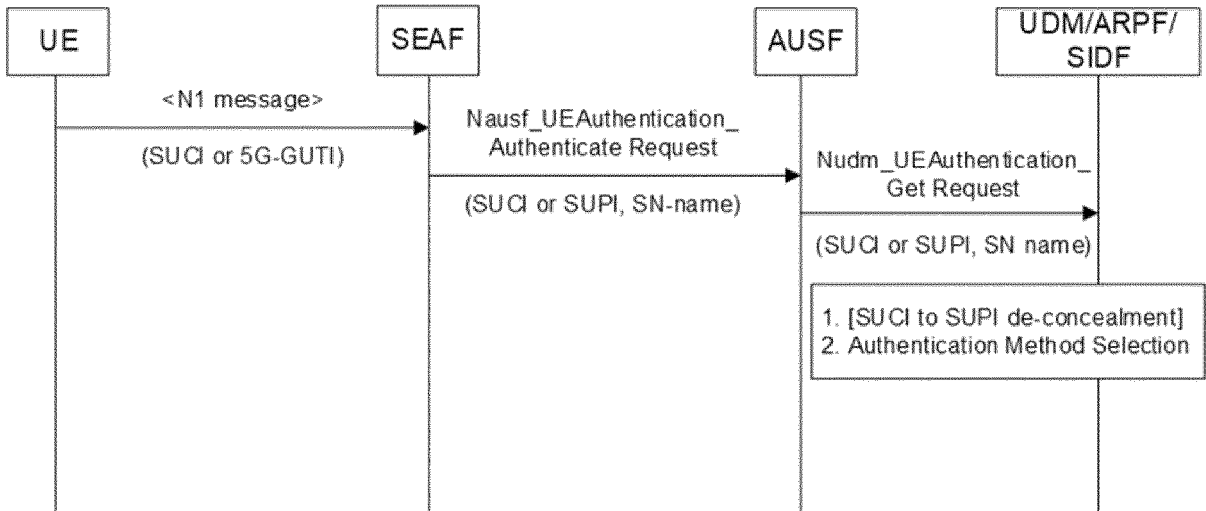 UE
SEAF
AUSF
UDM/ARPF/
SIDF
<N1 message>
(SUCI or 5G-GUTI)
Nausf_UEAuthentication_
Authenticate Request
(SUCI or SUPI, SN-name)
Nudm_UEAuthentication_
Get Request
(SUCI or SUPI, SN name)
1. [SUCI to SUPI de-concealment]
2. Authentication Method Selection